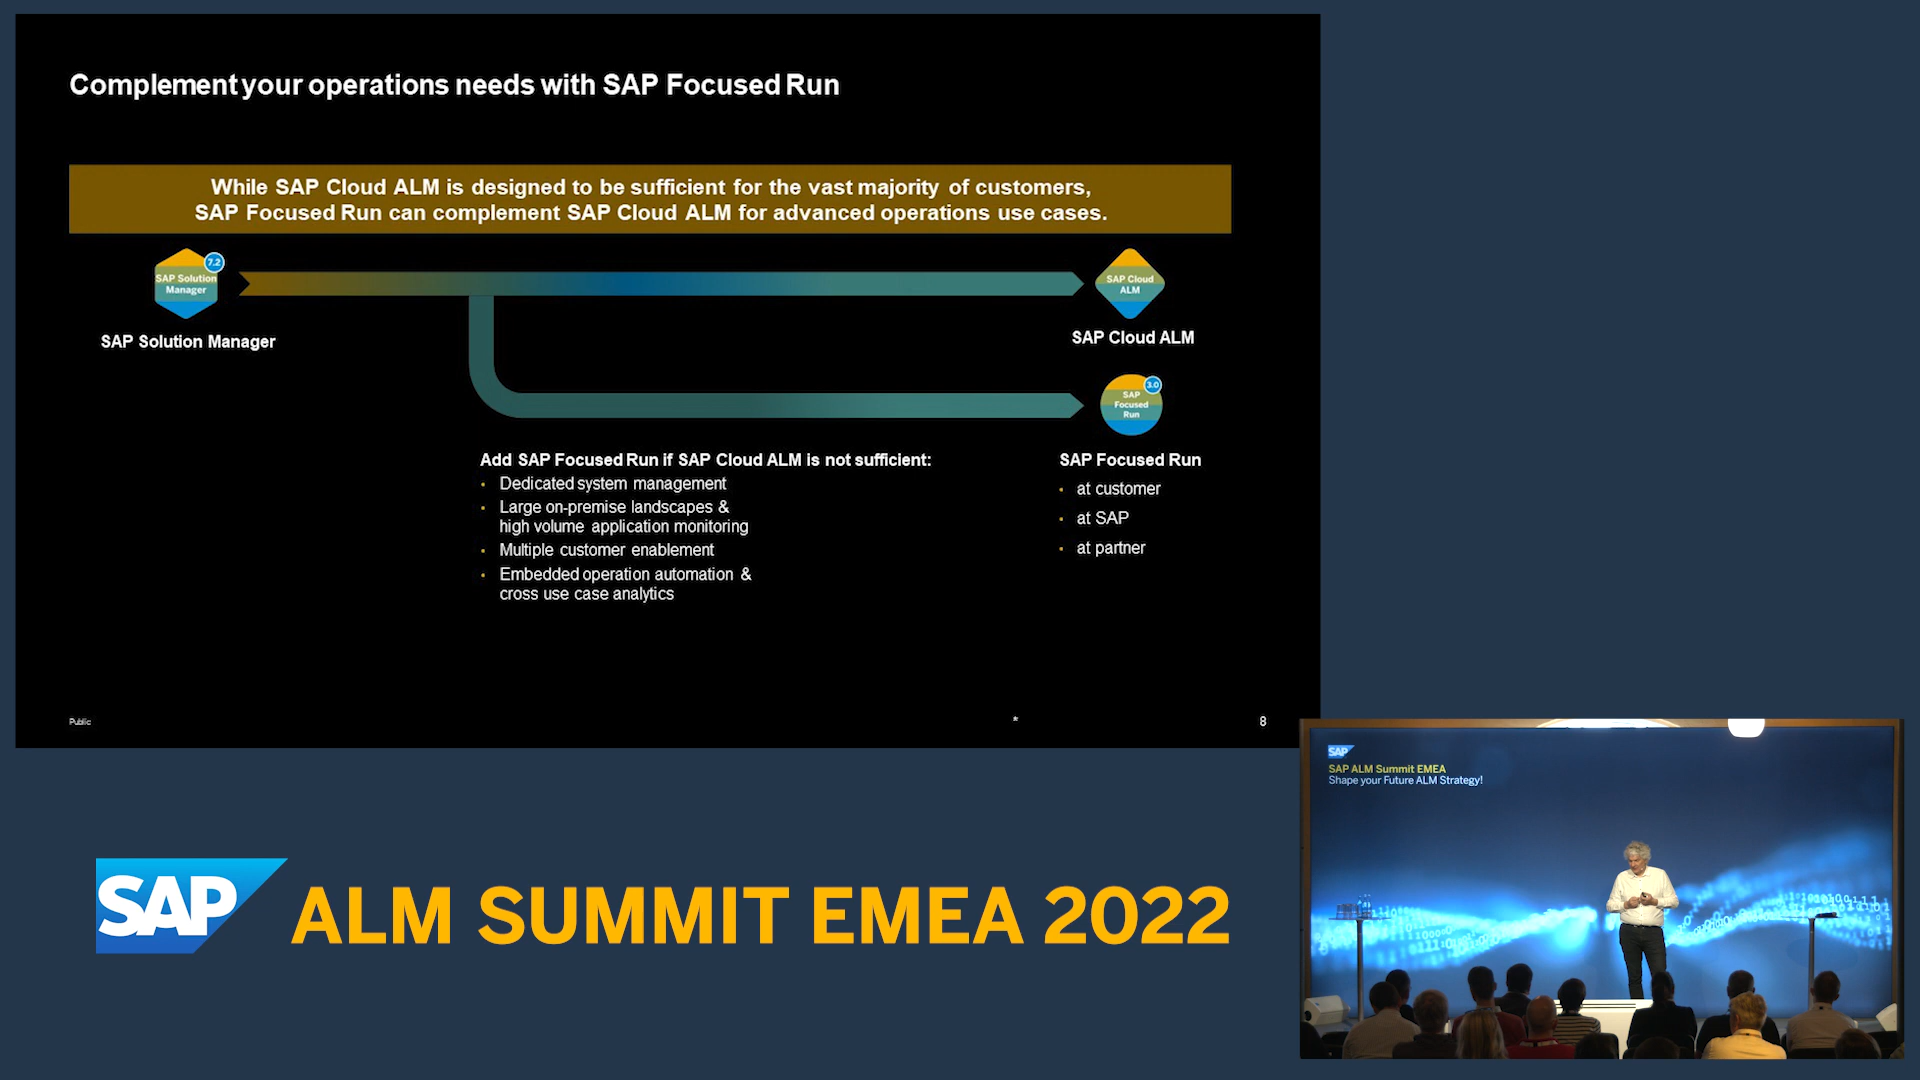 Complement your operations needs with SAP Focused Run
While SAP Cloud ALM is designed to be sufficient for the vast majority of customers,
SAP Focused Run can complement SAP Cloud ALM for advanced operations use cases.
7.2
SAP Solution
Manager
SAP Solution Manager
SAP Cloud
ALM
SAP Cloud ALM
3.0
SAP
Focused
Run
Add SAP Focused Run if SAP Cloud ALM is not sufficient:
• Dedicated system management
• Large on-premise landscapes &
high volume application monitoring
• Multiple customer enablement
• Embedded operation automation &
cross use case analytics
SAP Focused Run
• at customer
• at SAP
• at partner
Public
*
8
SAP
SAP ALM Summit EMEA
Shape your Future ALM Strategy!
SAP ALM SUMMIT EMEA 2022